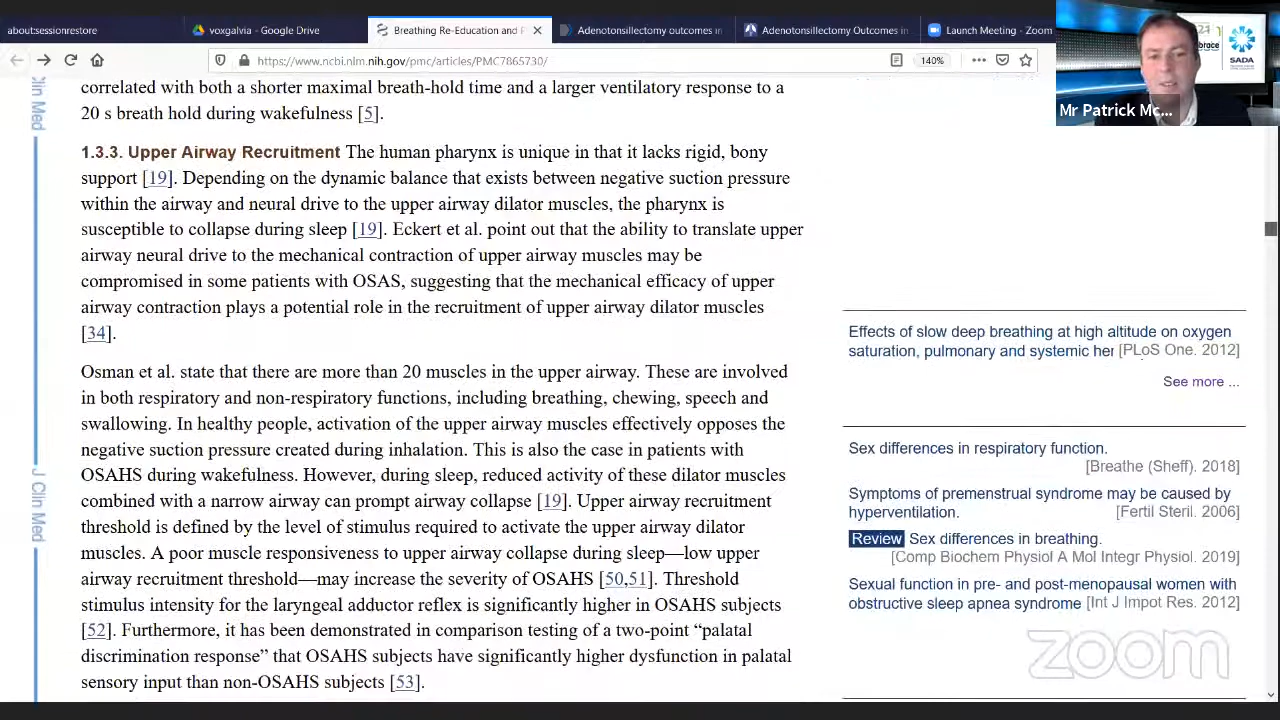 aboutsessionrestore
voxgalvia - Google Drive
Breathing Re-Education and P
Adenotonsillectomy outcomes in
Adenotonsillectomy Outcomes in
Launch Meeting - Zoom
https://www.ncbi.nlm.nih.gov/pmc/articles/PMC7865730/
140%
SADA
Mr Patrick Mc...
Clin Med
correlated with both a shorter maximal breath-hold time and a larger ventilatory response to a
20 s breath hold during wakefulness [5].
1.3.3. Upper Airway Recruitment The human pharynx is unique in that it lacks rigid, bony
support [19]. Depending on the dynamic balance that exists between negative suction pressure
within the airway and neural drive to the upper airway dilator muscles, the pharynx is
susceptible to collapse during sleep [19]. Eckert et al. point out that the ability to translate upper
airway neural drive to the mechanical contraction of upper airway muscles may be
compromised in some patients with OSAS, suggesting that the mechanical efficacy of upper
airway contraction plays a potential role in the recruitment of upper airway dilator muscles
[34].
Osman et al. state that there are more than 20 muscles in the upper airway. These are involved
in both respiratory and non-respiratory functions, including breathing, chewing, speech and
swallowing. In healthy people, activation of the upper airway muscles effectively opposes the
negative suction pressure created during inhalation. This is also the case in patients with
OSAHS during wakefulness. However, during sleep, reduced activity of these dilator muscles
combined with a narrow airway can prompt airway collapse [19]. Upper airway recruitment
threshold is defined by the level of stimulus required to activate the upper airway dilator
muscles. A poor muscle responsiveness to upper airway collapse during sleep—low upper
airway recruitment threshold—may increase the severity of OSAHS [50,51]. Threshold
stimulus intensity for the laryngeal adductor reflex is significantly higher in OSAHS subjects
[52]. Furthermore, it has been demonstrated in comparison testing of a two-point “palatal
discrimination response” that OSAHS subjects have significantly higher dysfunction in palatal
sensory input than non-OSAHS subjects [53].
J Clin Med
Effects of slow deep breathing at high altitude on oxygen
saturation, pulmonary and systemic her [PLoS One. 2012]
See more ...
Sex differences in respiratory function.
[Breathe (Sheff). 2018]
Symptoms of premenstrual syndrome may be caused by
hyperventilation. [Fertil Steril. 2006]
Review Sex differences in breathing.
[Comp Biochem Physiol A Mol Integr Physiol. 2019]
Sexual function in pre- and post-menopausal women with
obstructive sleep apnea syndrome [Int J Impot Res. 2012]
zoom